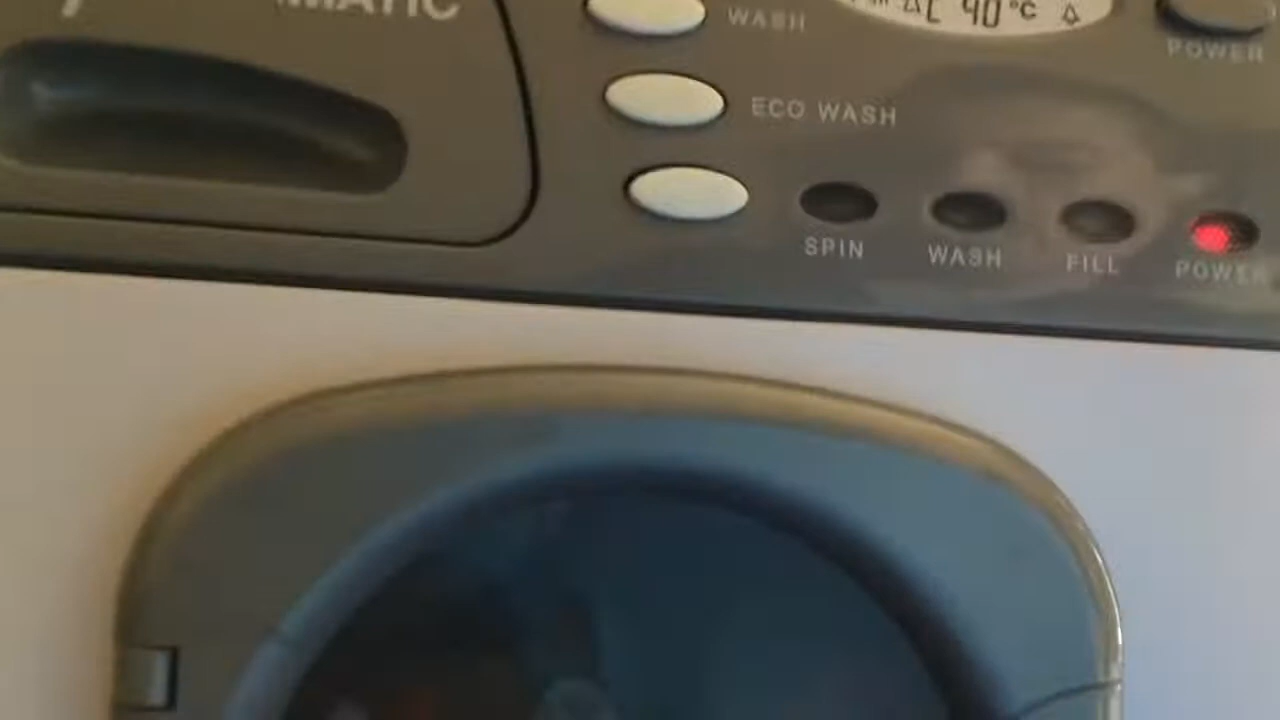 MATIC
WASH
40°C
POWER
ECO WASH
SPIN
WASH
FILL
POWER